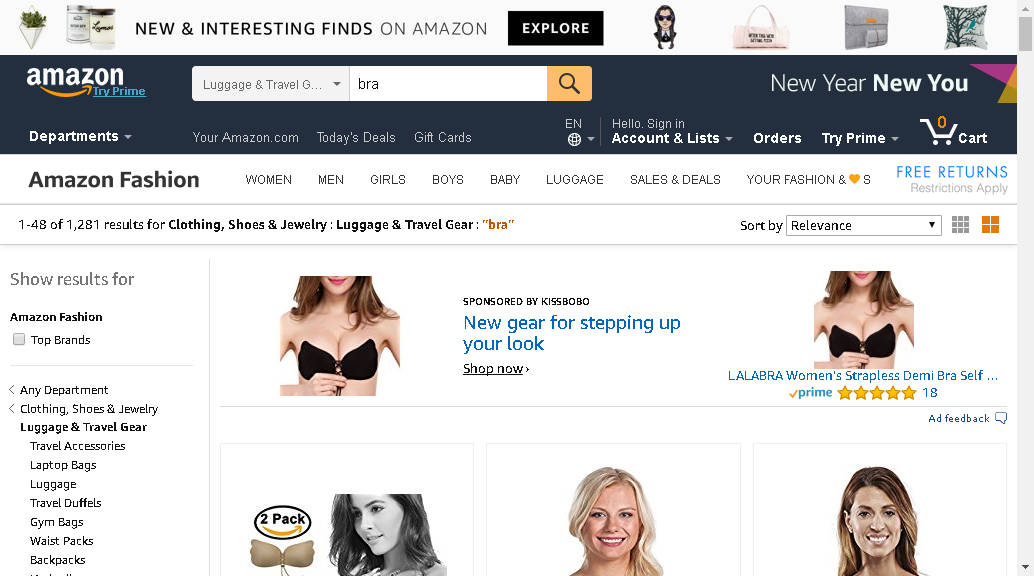 NEW & INTERESTING FINDS ON AMAZON
EXPLORE
amazon
Try Prime
Luggage & Travel G...
bra
New Year New You
Departments
Your Amazon.com
Today's Deals
Gift Cards
EN
Hello. Sign in
Account & Lists
Orders
Try Prime
0
Cart
Amazon Fashion
WOMEN
MEN
GIRLS
BOYS
BABY
LUGGAGE
SALES & DEALS
YOUR FASHION & S
FREE RETURNS
Restrictions Apply
1-48 of 1,281 results for Clothing, Shoes & Jewelry : Luggage & Travel Gear : "bra"
Sort by
Relevance
Show results for
Amazon Fashion
Top Brands
Any Department
Clothing, Shoes & Jewelry
Luggage & Travel Gear
Travel Accessories
Laptop Bags
Luggage
Travel Duffels
Gym Bags
Waist Packs
Backpacks
SPONSORED BY KISSBOBO
New gear for stepping up
your look
Shop now ›
LALABRA Women's Strapless Demi Bra Self ...
prime
18
Ad feedback
2 Pack